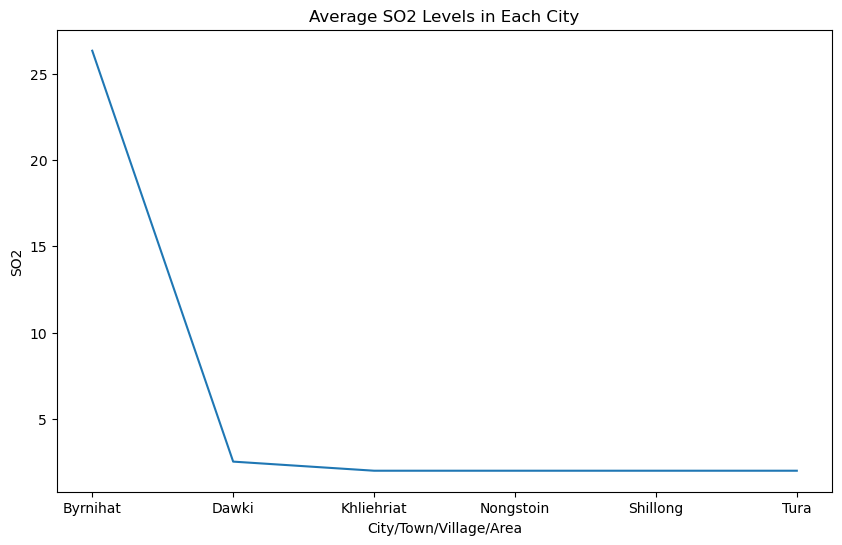 Average SO2 Levels in Each City
25
20
15
10
5
SO2
Byrnihat Dawki Khliehriat Nongstoin Shillong Tura
City/Town/Village/Area